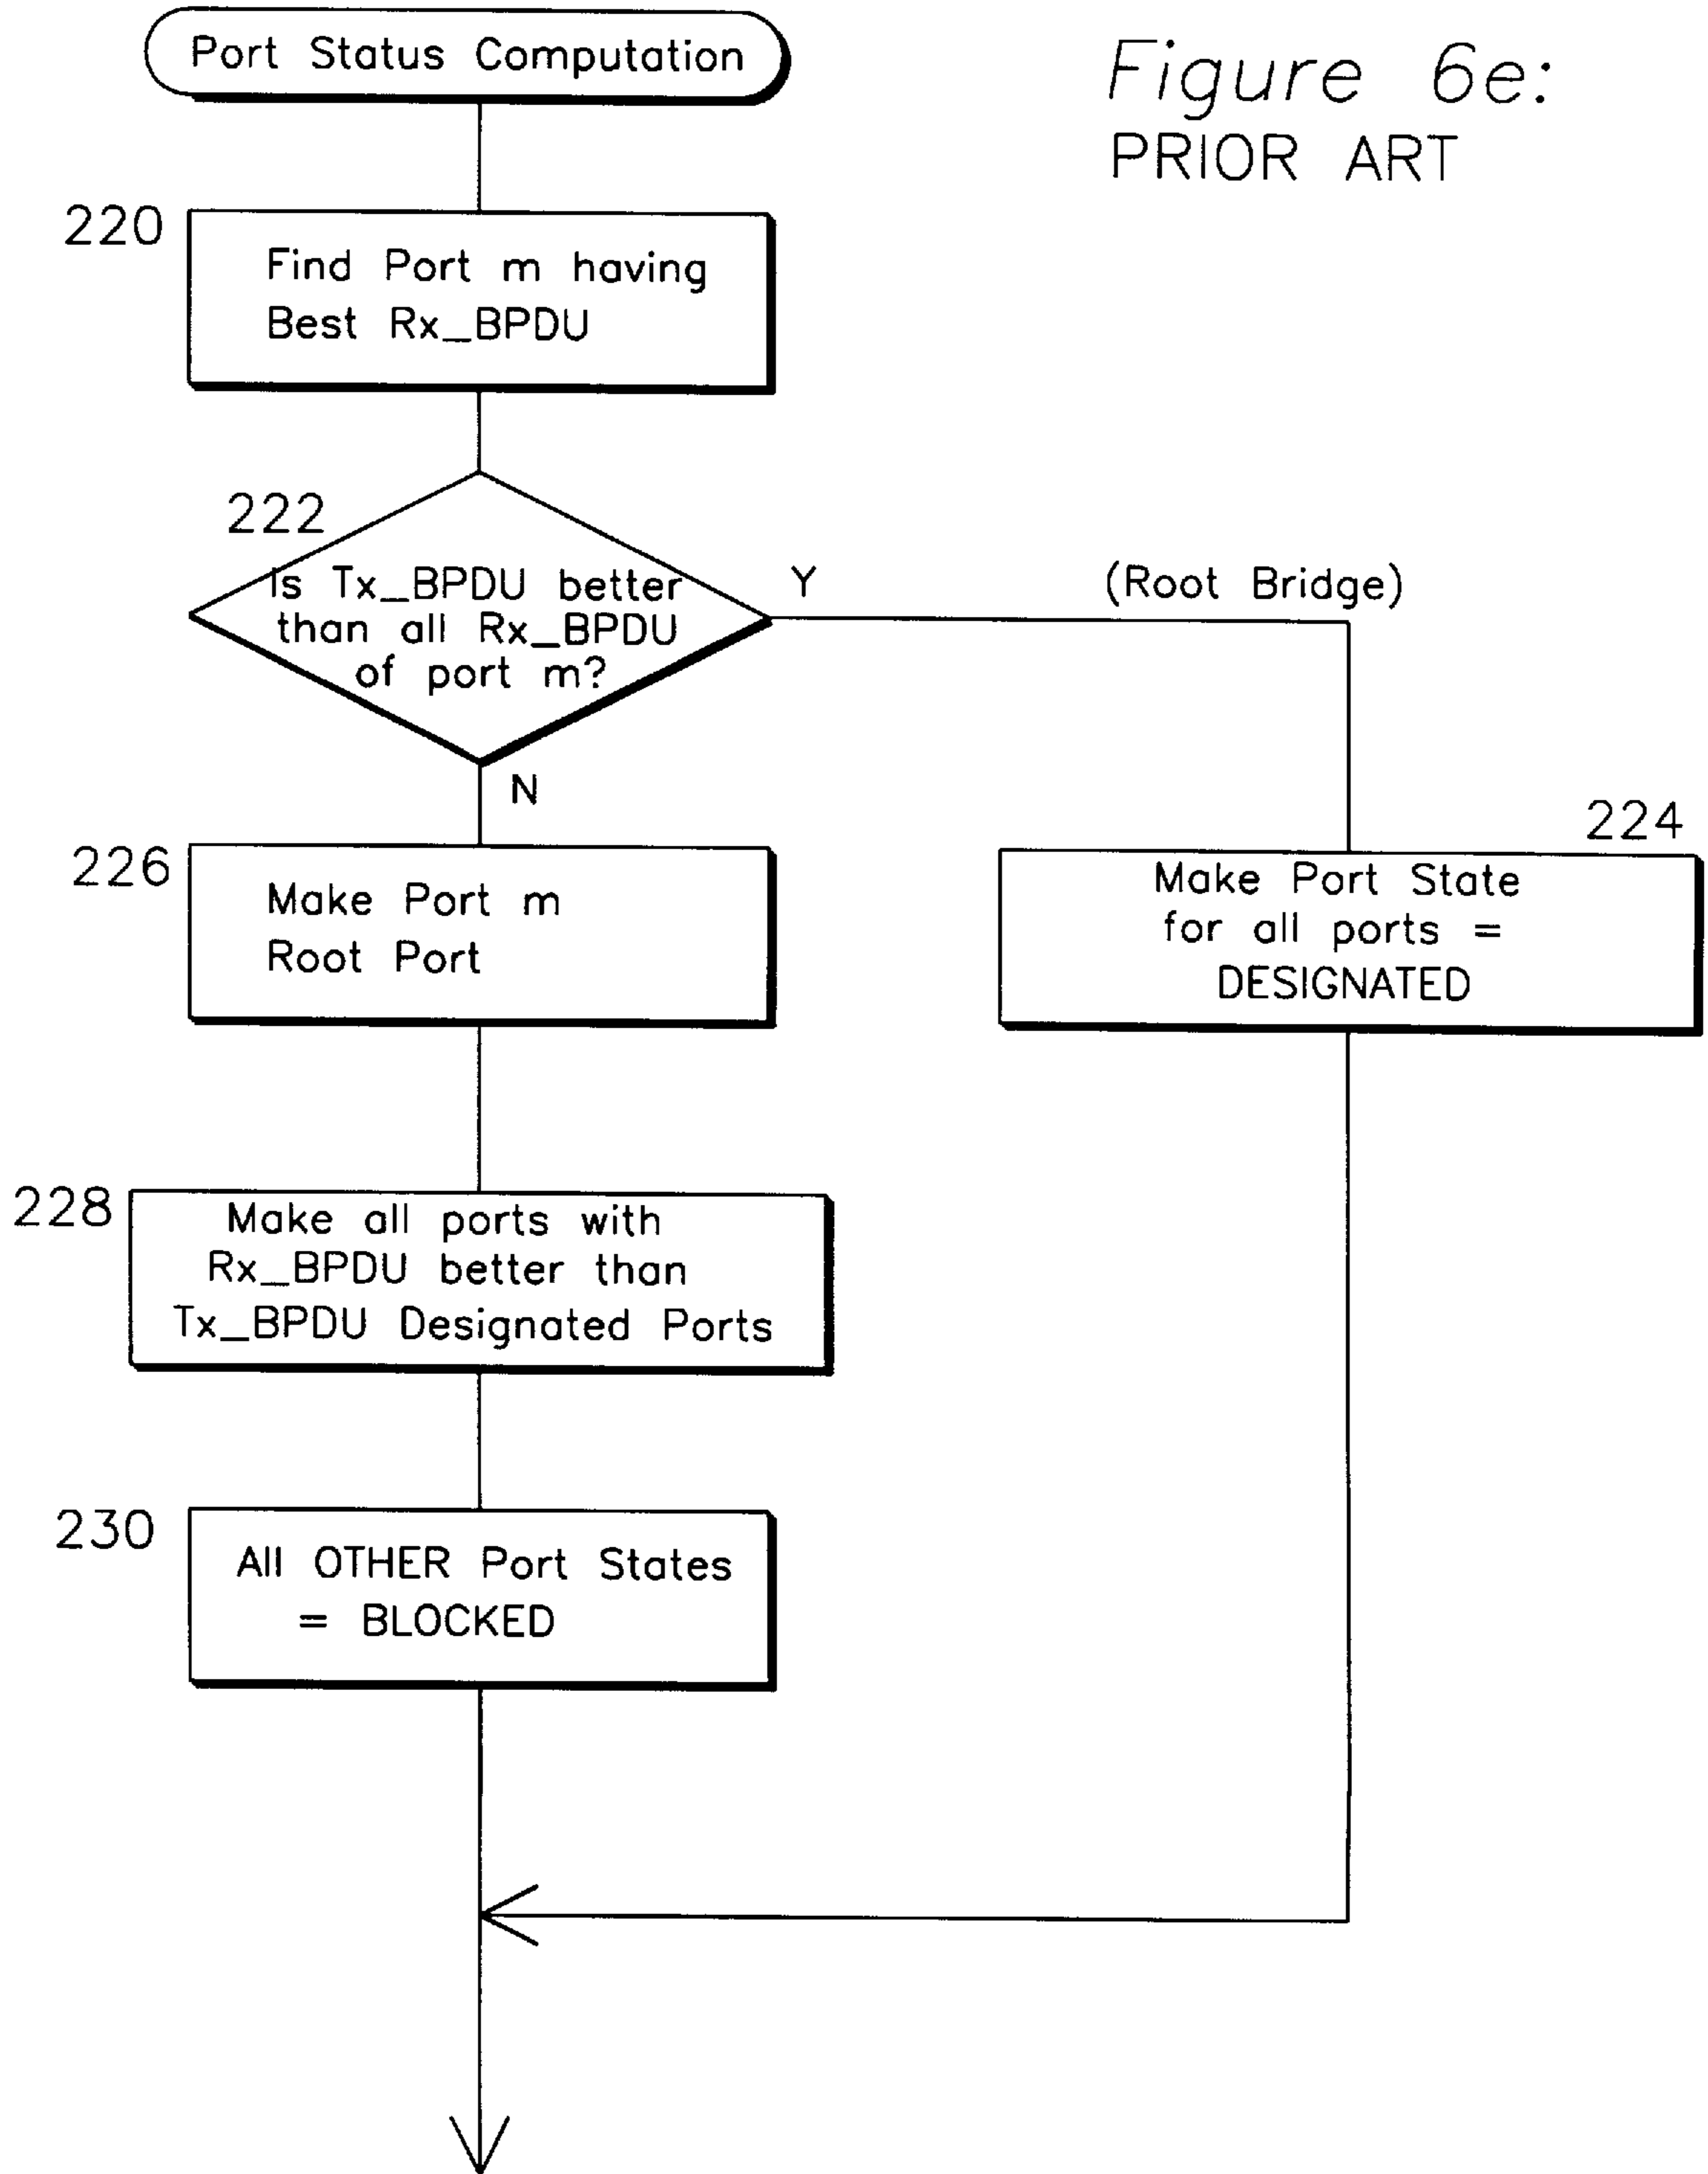 Port Status Computation
Figure 6e:
PRIOR ART
220
Find Port m having
Best Rx_BPDU
222
Is Tx_BPDU better
than all Rx_BPDU
of port m?
Y
(Root Bridge)
N
226
Make Port m
Root Port
224
Make Port State
for all ports =
DESIGNATED
228
Make all ports with
Rx_BPDU better than
Tx_BPDU Designated Ports
230
All OTHER Port States
= BLOCKED